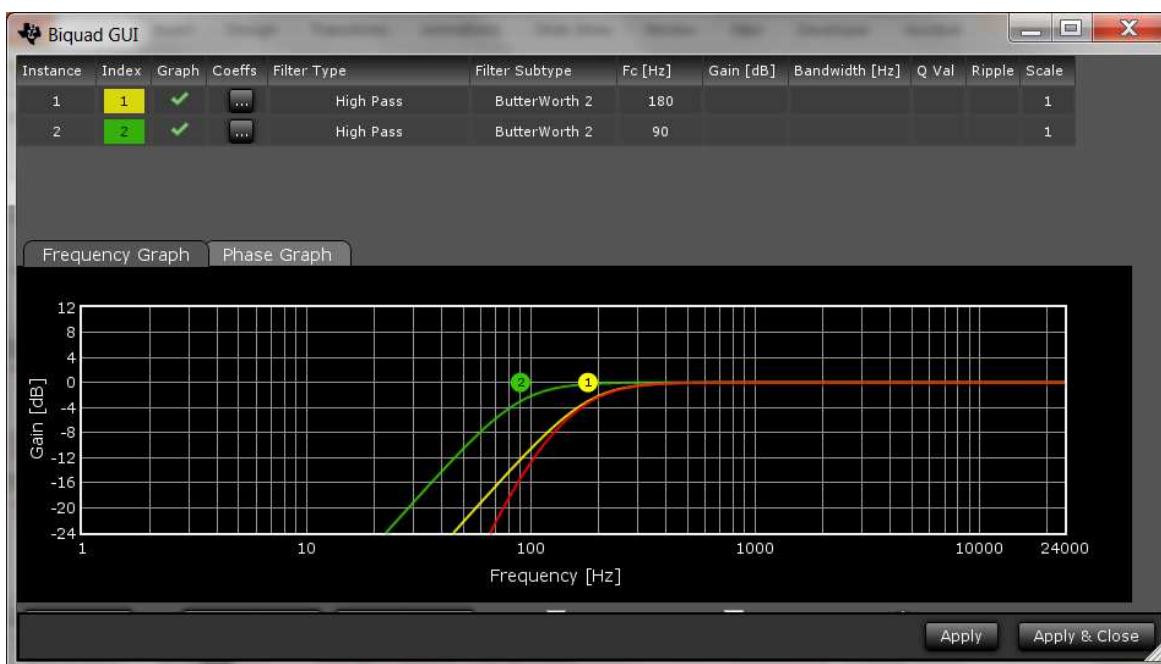 Biquad GUI
X
Instance Index Graph Coeffs Filter Type Filter Subtype Fc [Hz] Gain [dB] Bandwidth [Hz] Q Val Ripple Scale
1 1 ... High Pass ButterWorth 2 180 1
2 2 ... High Pass ButterWorth 2 90 1
Frequency Graph Phase Graph
12
8
4
0
-4
-8
-12
-16
-20
-24
Gain [dB]
2 1
1 10 100 1000 10000 24000
Frequency [Hz]
Apply Apply & Close